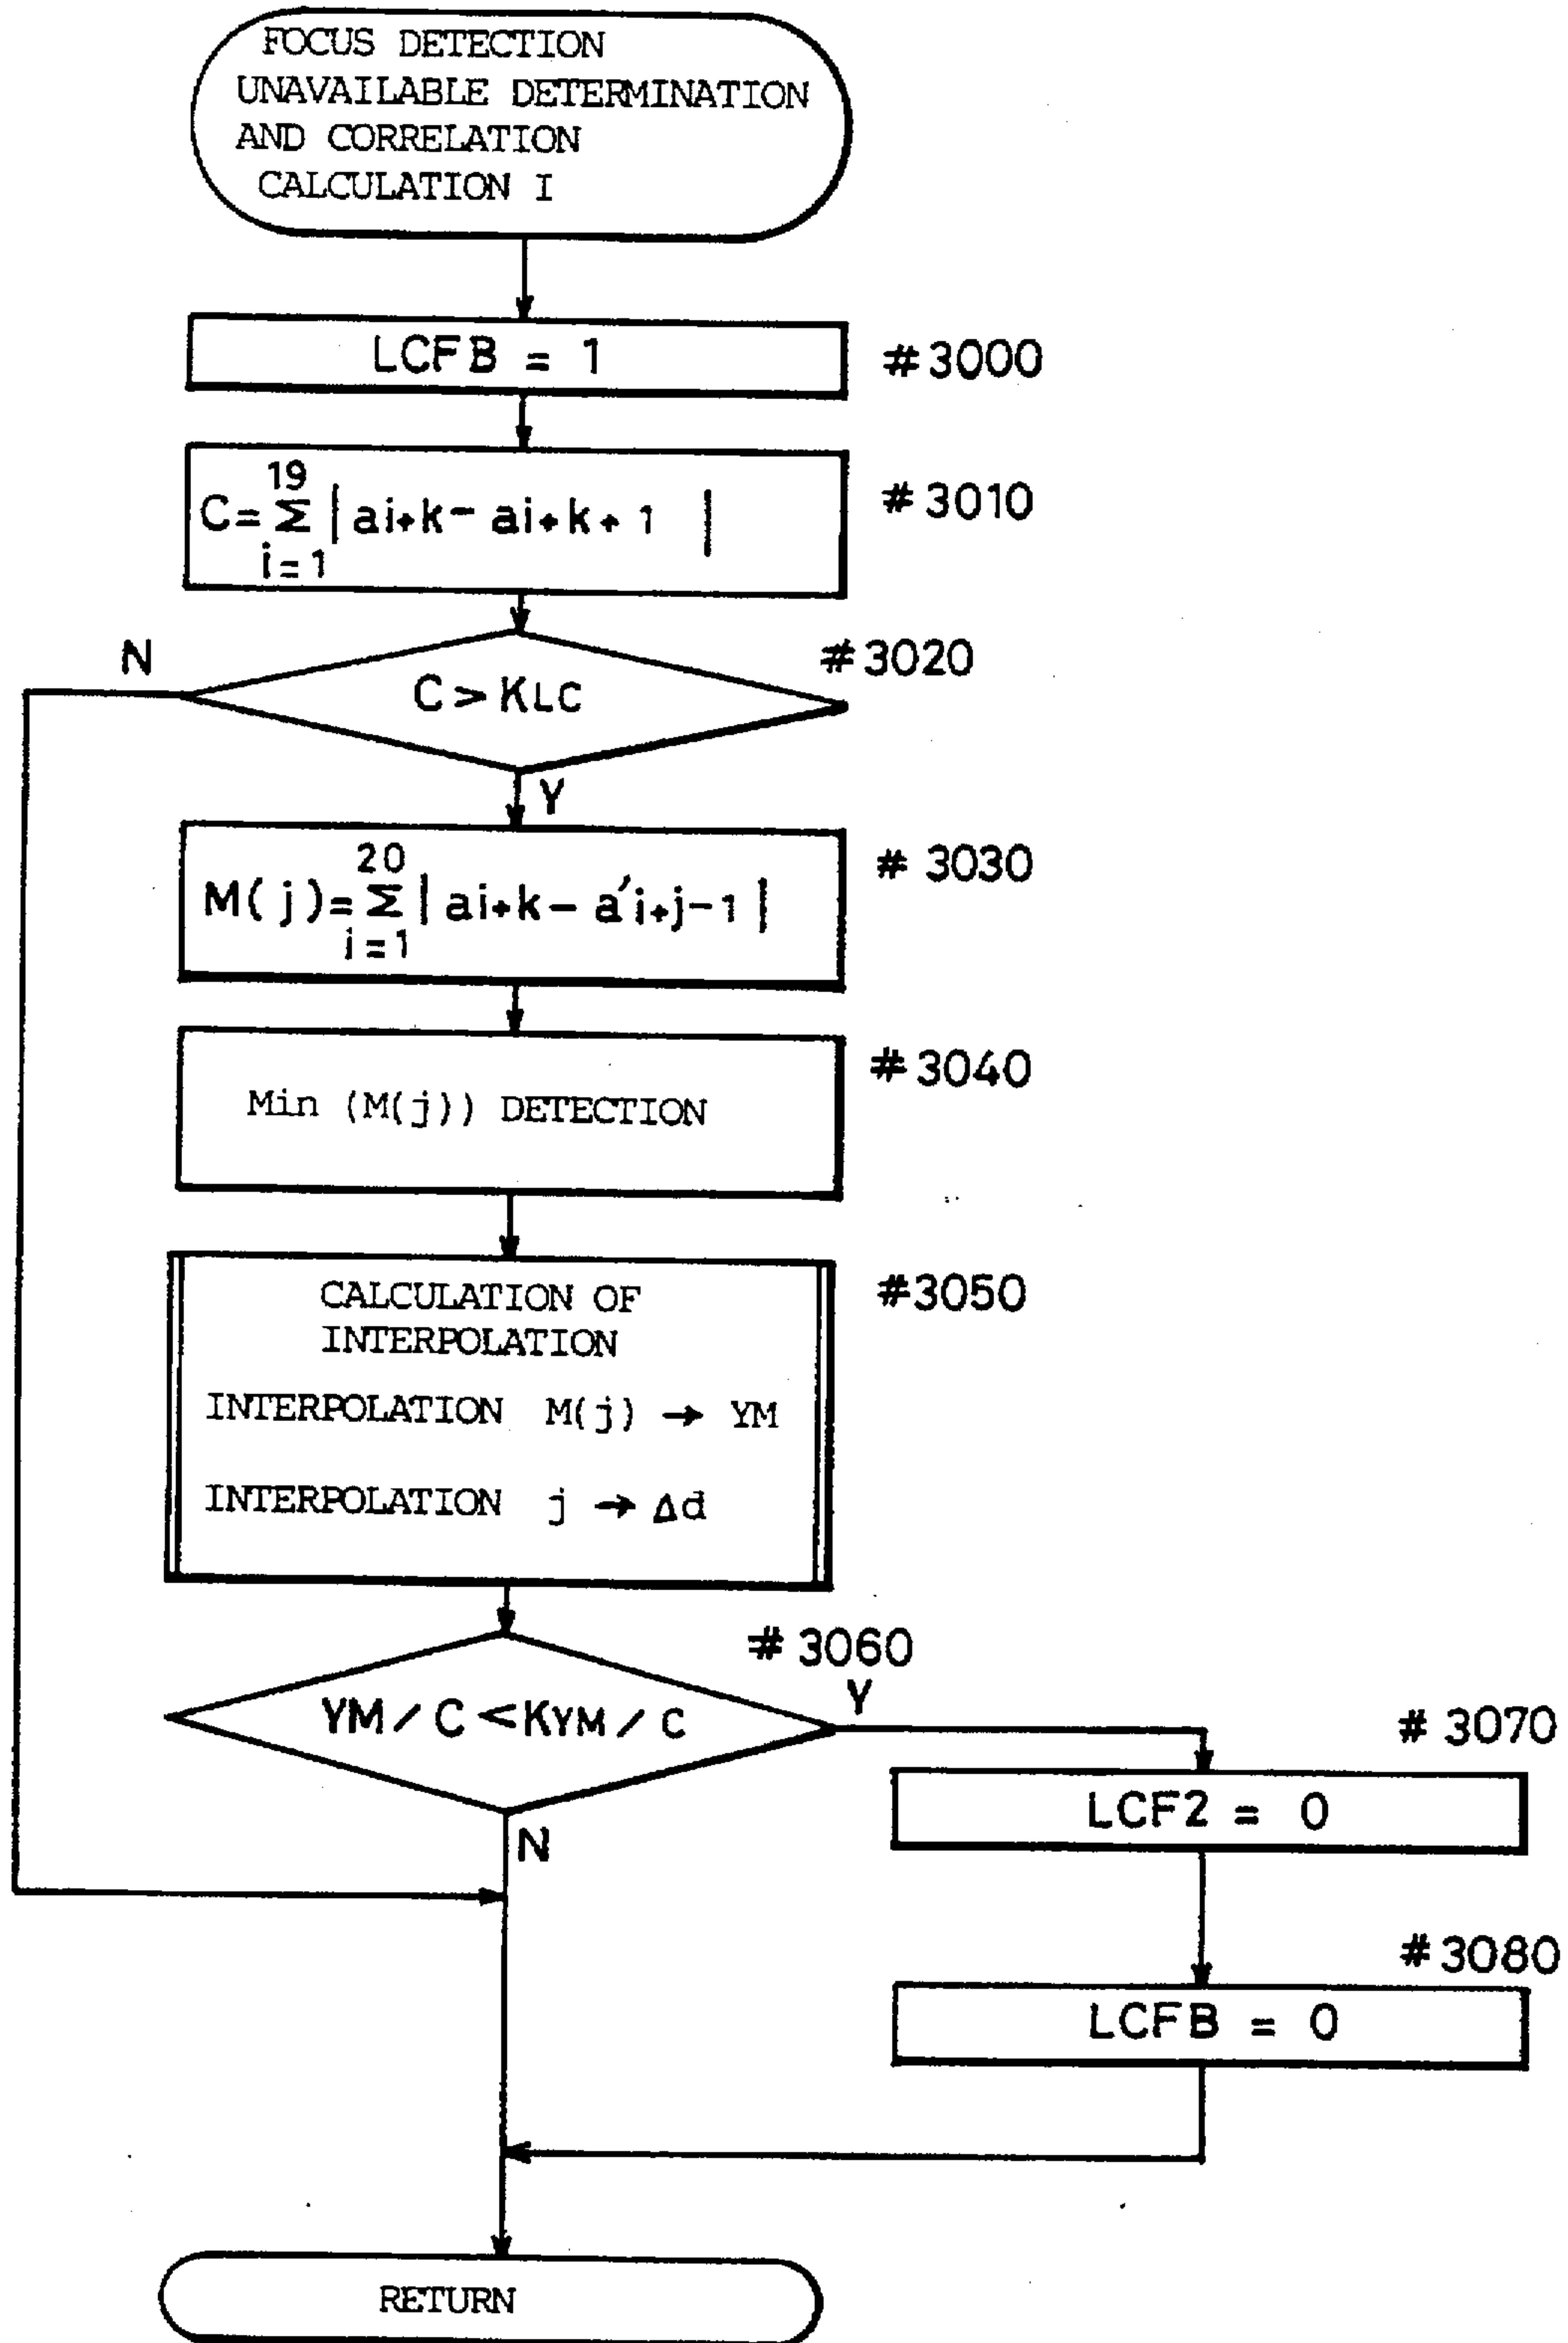 FOCUS DETECTION
UNAVAILABLE DETERMINATION
AND CORRELATION
CALCULATION I
LCFB = 1
#3000
19
C=Σ|ai+k-ai+k+1|
i=1
#3010
N
#3020
C>KLC
Y
20
M(j)=Σ|ai+k-a'i+j-1|
i=1
#3030
Min (M(j)) DETECTION
#3040
CALCULATION OF
INTERPOLATION
INTERPOLATION M(j) → YM
INTERPOLATION j → Δd
#3050
#3060
YM/C<KYM/C
Y
N
#3070
LCF2 = 0
#3080
LCFB = 0
RETURN